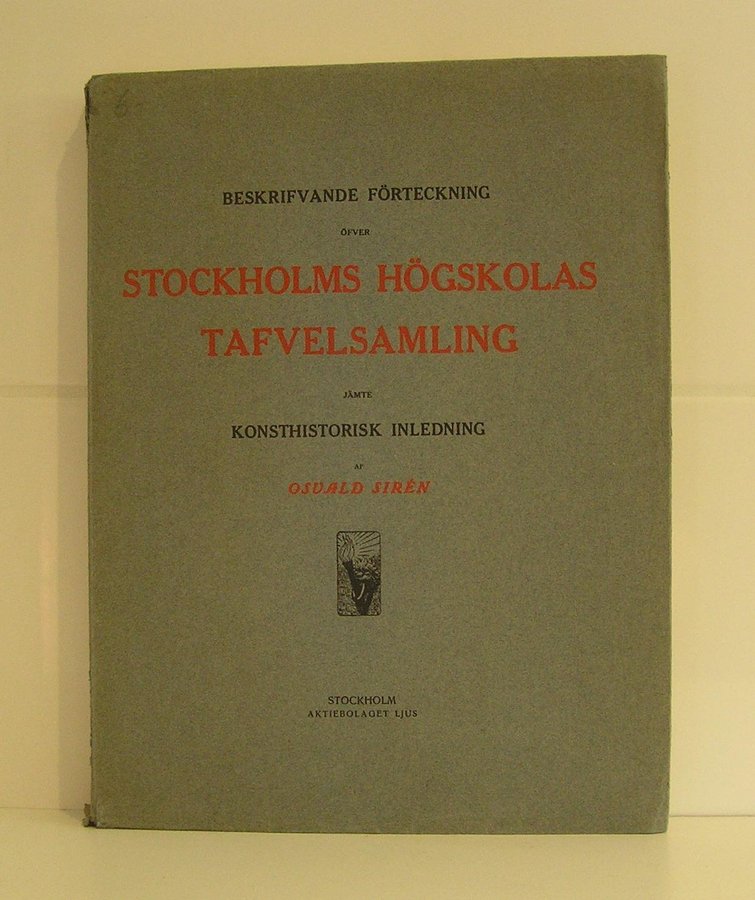 BESKRIFVANDE FÖRTECKNING
ÖFVER
STOCKHOLMS HÖGSKOLAS
TAFVELSAMLING
JÄMTE
KONSTHISTORISK INLEDNING
AF
OSVALD SIRÉN
STOCKHOLM
AKTIEBOLAGET LJUS